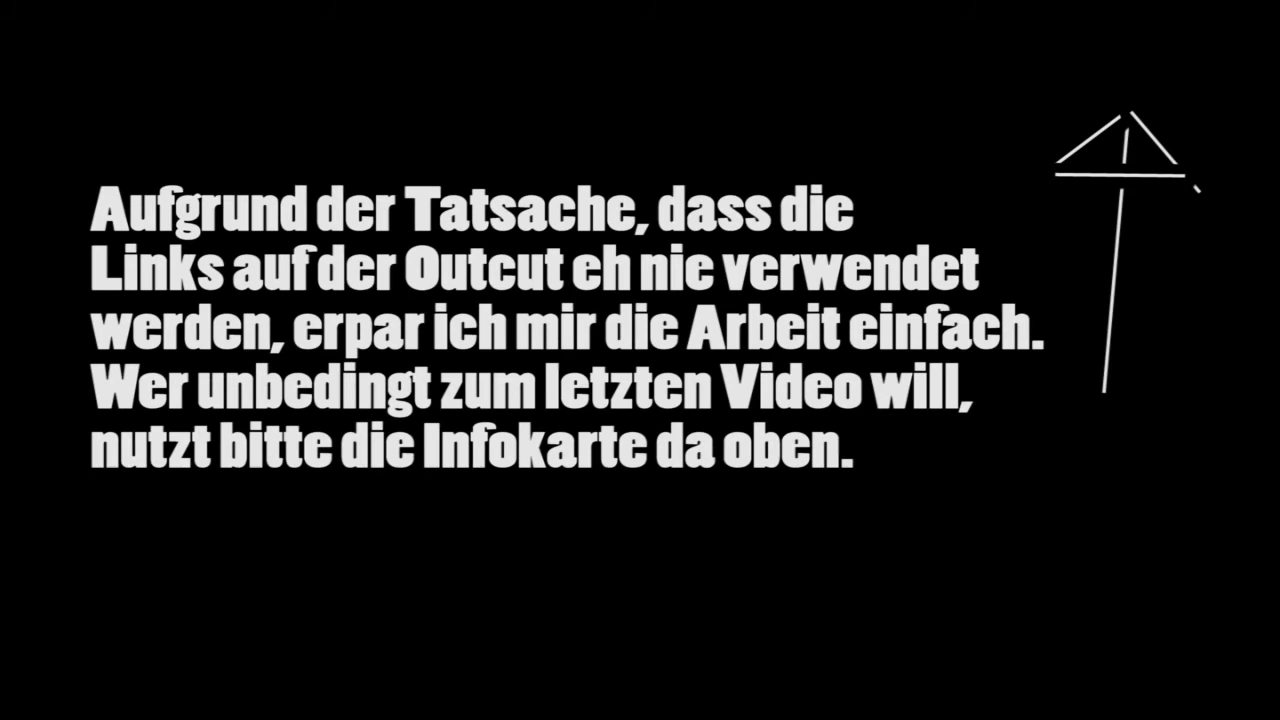 Aufgrund der Tatsache, dass die
Links auf der Outcut eh nie verwendet
werden, erpar ich mir die Arbeit einfach.
Wer unbedingt zum letzten Video will,
nutzt bitte die Infokarte da oben.